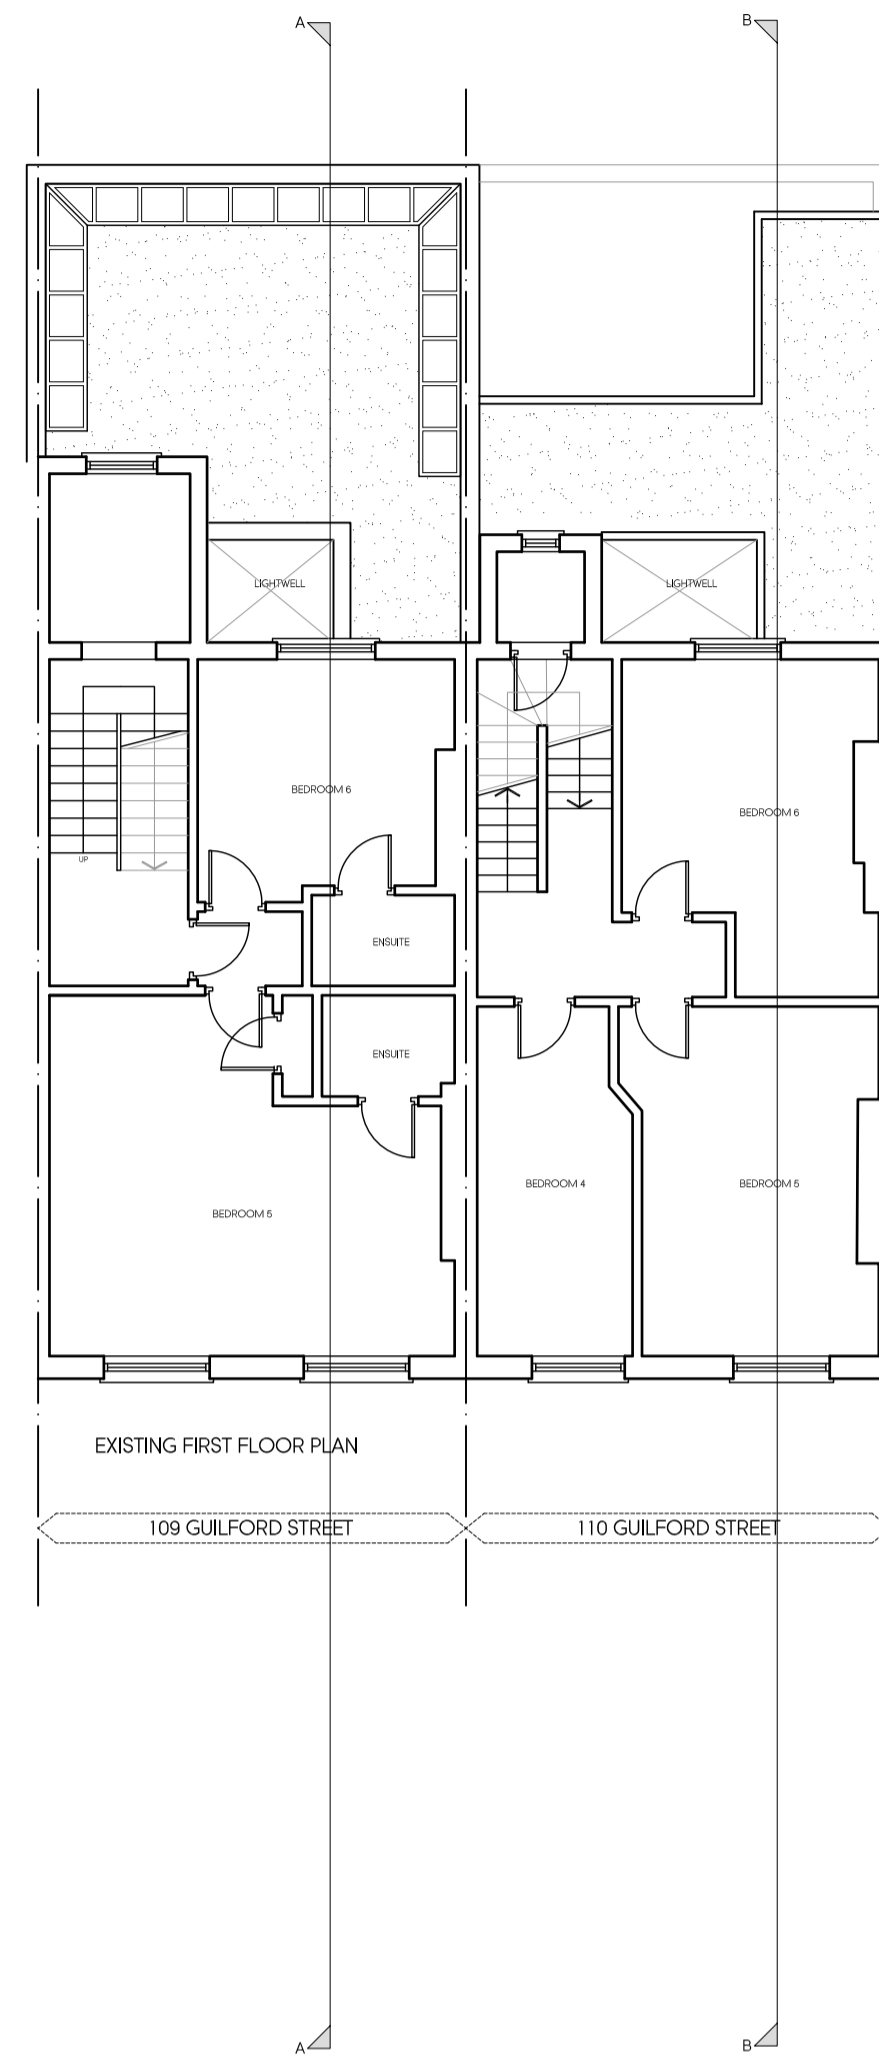 A
B
LIGHTWELL
LIGHTWELL
BEDROOM 6
BEDROOM 6
UP
ENSUITE
ENSUITE
BEDROOM 4
BEDROOM 5
BEDROOM 5
EXISTING FIRST FLOOR PLAN
109 GUILFORD STREET
110 GUILFORD STREET
A
B